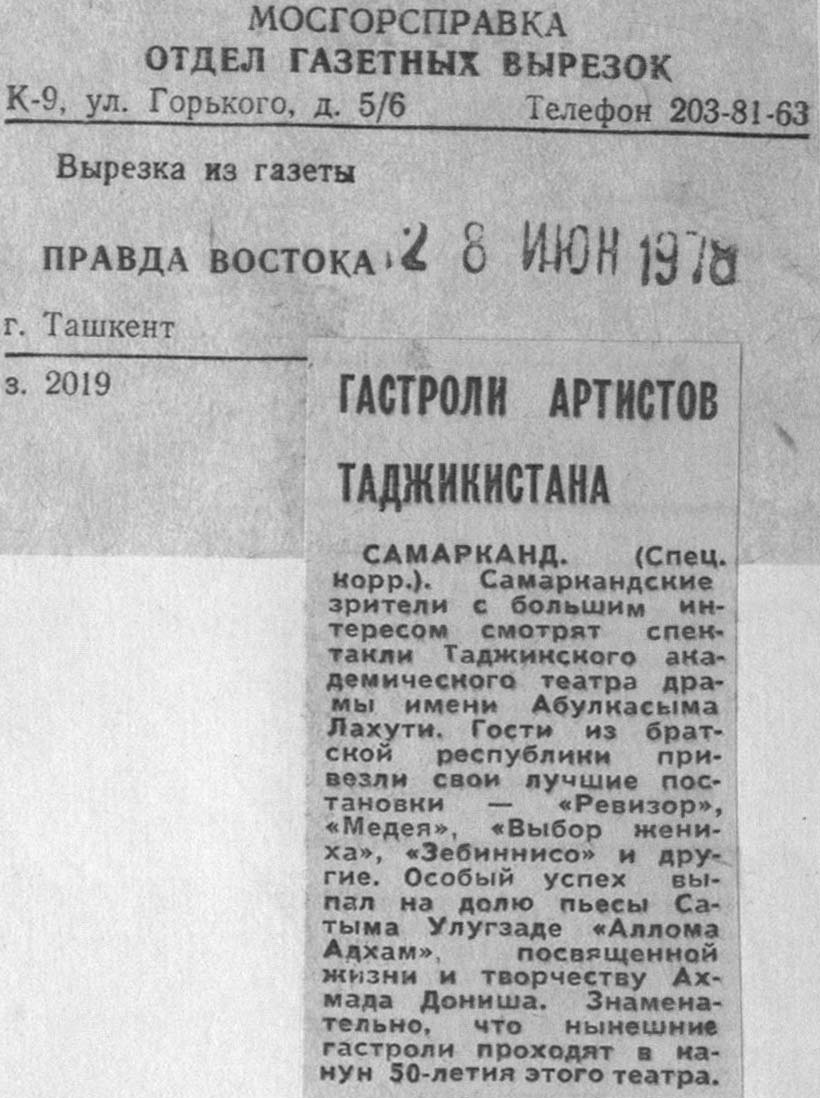 МОСГОРСПРАВКА
ОТДЕЛ ГАЗЕТНЫХ ВЫРЕЗОК
К-9, ул. Горького, д. 5/6 Телефон 203-81-63
Вырезка из газеты
ПРАВДА ВОСТОКА 28 ИЮН 1978
г. Ташкент
з. 2019
ГАСТРОЛИ АРТИСТОВ
ТАДЖИКИСТАНА
САМАРКАНД. (Спец.
корр.). Самаркандские
зрители с большим ин-
тересом смотрят спек-
такли Таджикского ака-
демического театра дра-
мы имени Абулкасыма
Лахути. Гости из брат-
ской республики при-
везли свои лучшие пос-
тановки — «Ревизор»,
«Медея», «Выбор жени-
ха», «Зебиннисо» и дру-
гие. Особый успех вы-
пал на долю пьесы Са-
тыма Улугзаде «Аллома
Адхам», посвященной
жизни и творчеству Ах-
мада Дониша. Знамена-
тельно, что нынешние
гастроли проходят в ка-
нун 50-летия этого театра.